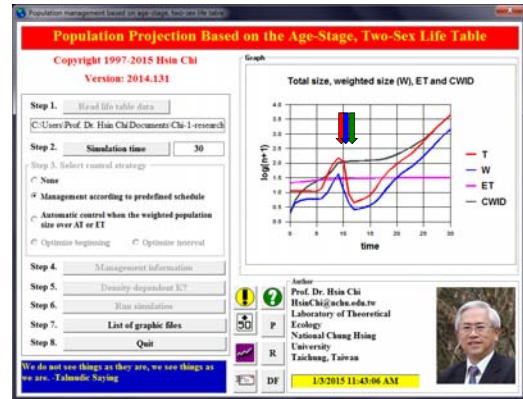 Population management based on age-stage, two-sex life table
Population Projection Based on the Age-Stage, Two-Sex Life Table
Copyright 1997-2015 Hsin Chi
Version: 2014.131
Step 1. Read life table data
C:\Users\Prof. Dr. Hsin Chi\Documents\Chi-1-research
Step 2. Simulation time 30
Step 3. Select control strategy
None
Management according to predefined schedule
Automatic control when the weighted population
size over AT or ET
Optimize beginning Optimize interval
Step 4. Management information
Step 5. Density-dependent K?
Step 6. Run simulation
Step 7. List of graphic files
Step 8. Quit
We do not see things as they are, we see things as
we are. -Talmudic Saying
Graph
Total size, weighted size (W), ET and CWID
log(n+1)
4.0
3.5
3.0
2.5
2.0
1.5
1.0
0.5
0.0
0 5 10 15 20 25 30
time
T
W
ET
CWID
!
?
50
P
R
DF
Author
Prof. Dr. Hsin Chi
HsinChi@nchu.edu.tw
Laboratory of Theoretical
Ecology
National Chung Hsing
University
Taichung, Taiwan
1/3/2015 11:43:06 AM